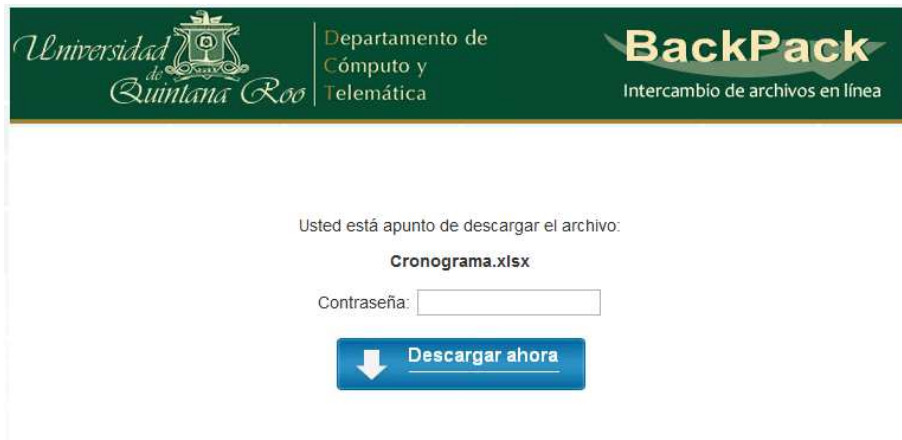 Universidad
de
Quintana Roo
Departamento de
Cómputo y
Telemática
BackPack
Intercambio de archivos en línea
Usted está apunto de descargar el archivo:
Cronograma.xlsx
Contraseña:
Descargar ahora